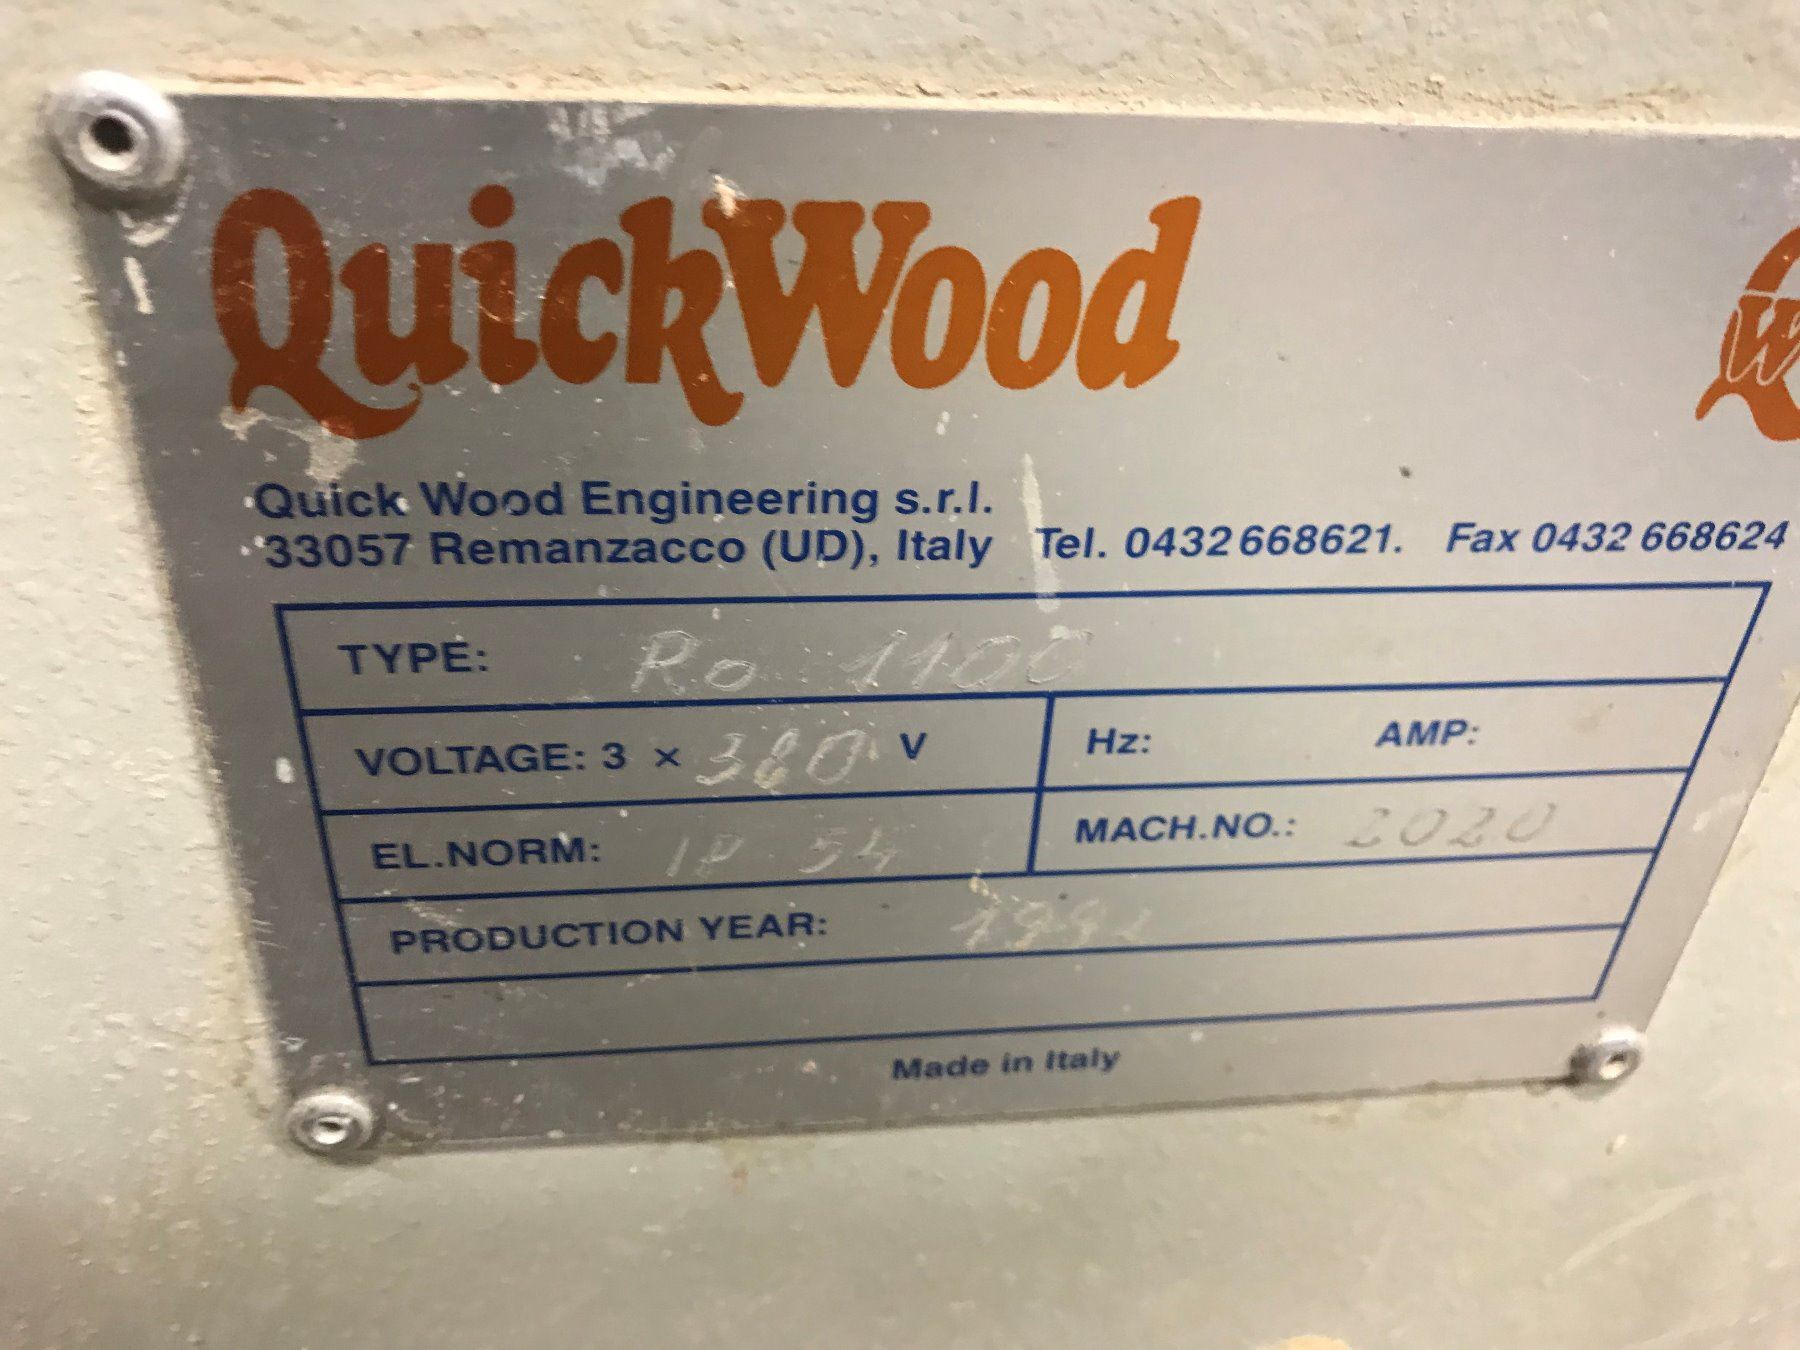 QuickWood
Quick Wood Engineering s.r.l.
33057 Remanzacco (UD), Italy Tel. 0432 668621. Fax 0432 668624
TYPE: Ro 1100
VOLTAGE: 3 x 380 V Hz: AMP:
EL.NORM: IP 54 MACH.NO.: 2020
PRODUCTION YEAR:
Made in Italy